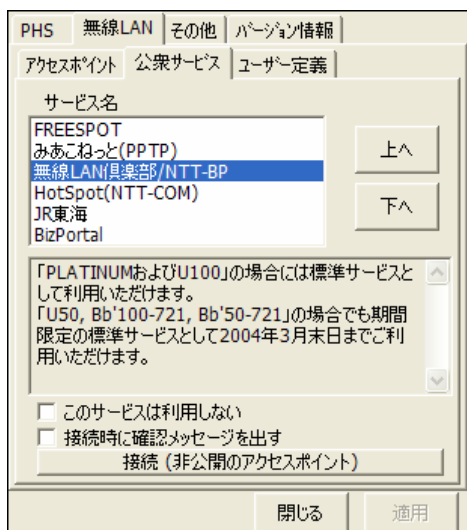 PHS 無線LAN その他 バージョン情報
アクセスポイント 公衆サービス ユーザー定義
サービス名
FREESPOT
みあこねっと(PPTP)
無線LAN倶楽部/NTT-BP
HotSpot(NTT-COM)
JR東海
BizPortal
上へ
下へ
「PLATINUMおよびU100」の場合には標準サービスと
して利用いただけます。
「U50, Bb'100-721, Bb'50-721」の場合でも期間
限定の標準サービスとして2004年3月末日までご利
用いただけます。
このサービスは利用しない
接続時に確認メッセージを出す
接続 (非公開のアクセスポイント)
閉じる 適用